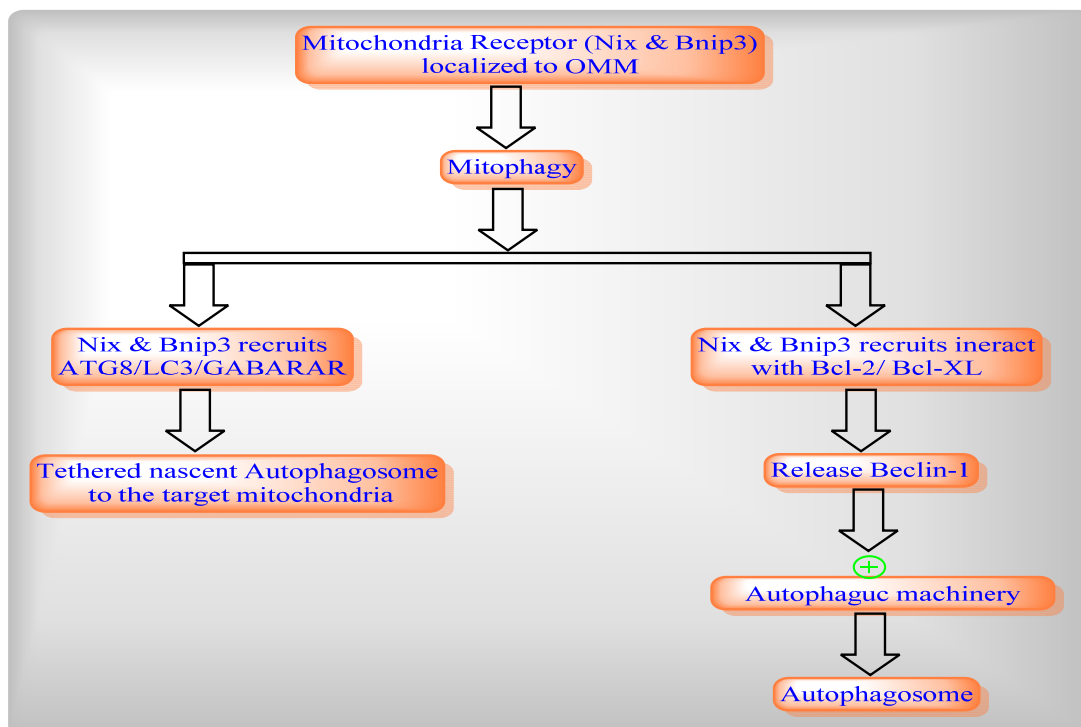 Mitochondria Receptor (Nix & Bnip3)
localized to OMM
Mitophagy
Nix & Bnip3 recruits
ATG8/LC3/GABARAR
Tethered nascent Autophagosome
to the target mitochondria
Nix & Bnip3 recruits ineract
with Bcl-2/ Bcl-XL
Release Beclin-1
Autophaguc machinery
Autophagosome